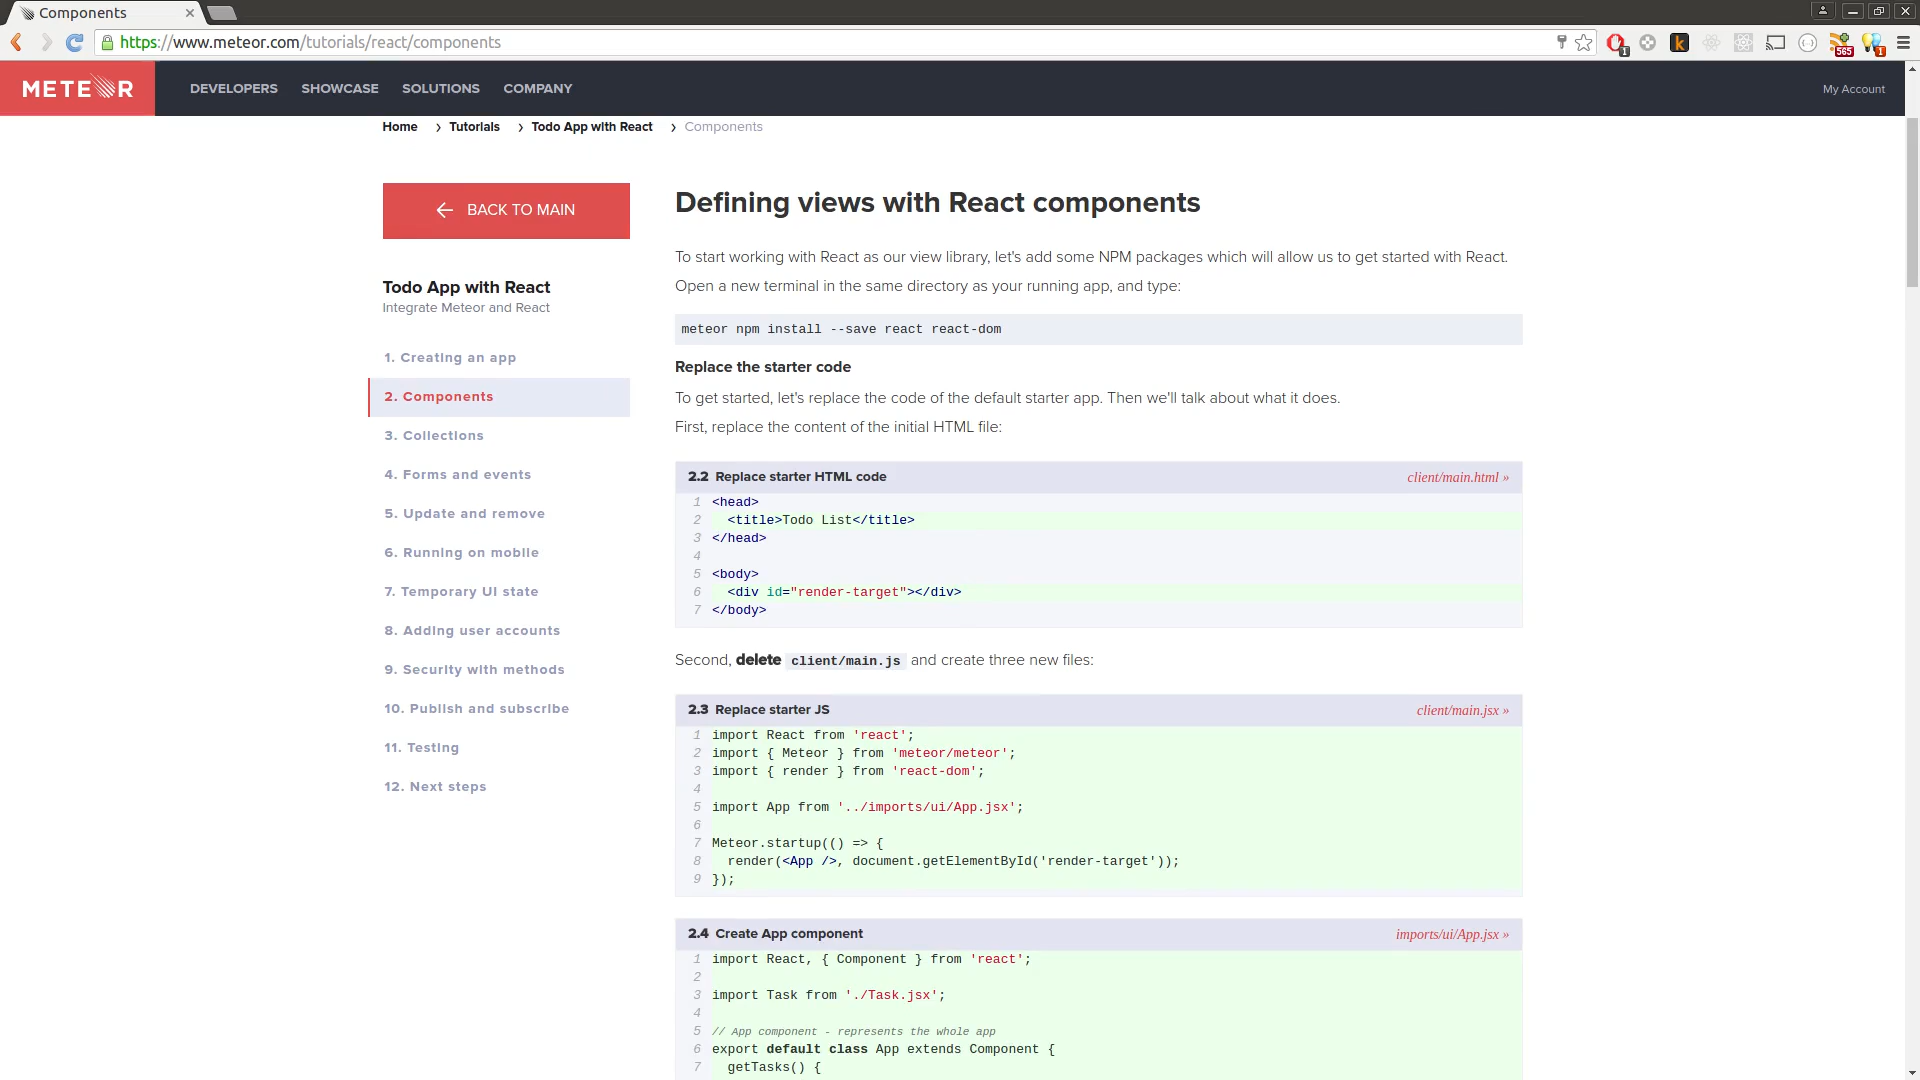 Components
https://www.meteor.com/tutorials/react/components
1
k
565
1
METEOR
DEVELOPERS SHOWCASE SOLUTIONS COMPANY
My Account
Home › Tutorials › Todo App with React › Components
← BACK TO MAIN
Todo App with React
Integrate Meteor and React
1. Creating an app
2. Components
3. Collections
4. Forms and events
5. Update and remove
6. Running on mobile
7. Temporary UI state
8. Adding user accounts
9. Security with methods
10. Publish and subscribe
11. Testing
12. Next steps
Defining views with React components
To start working with React as our view library, let's add some NPM packages which will allow us to get started with React.
Open a new terminal in the same directory as your running app, and type:
meteor npm install --save react react-dom
Replace the starter code
To get started, let's replace the code of the default starter app. Then we'll talk about what it does.
First, replace the content of the initial HTML file:
2.2 Replace starter HTML code client/main.html »
1 <head>
2   <title>Todo List</title>
3 </head>
4
5 <body>
6   <div id="render-target"></div>
7 </body>
Second, delete client/main.js and create three new files:
2.3 Replace starter JS client/main.jsx »
1 import React from 'react';
2 import { Meteor } from 'meteor/meteor';
3 import { render } from 'react-dom';
4
5 import App from '../imports/ui/App.jsx';
6
7 Meteor.startup(() => {
8   render(<App />, document.getElementById('render-target'));
9 });
2.4 Create App component imports/ui/App.jsx »
1 import React, { Component } from 'react';
2
3 import Task from './Task.jsx';
4
5 // App component - represents the whole app
6 export default class App extends Component {
7   getTasks() {